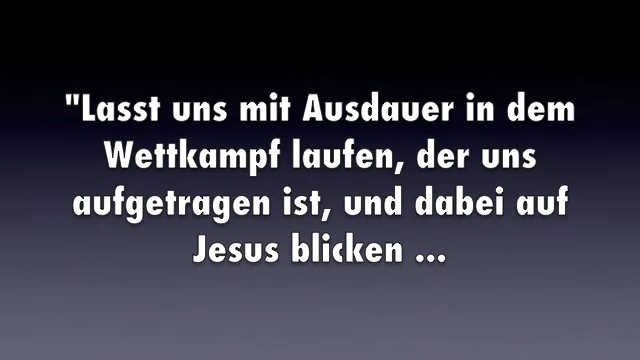 "Lasst uns mit Ausdauer in dem
Wettkampf laufen, der uns
aufgetragen ist, und dabei auf
Jesus blicken ...